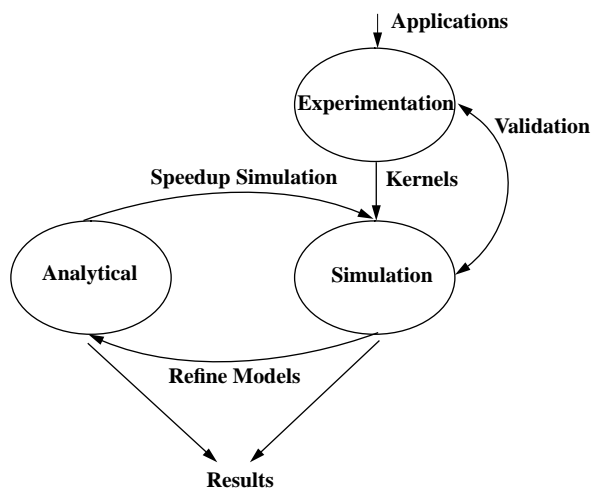 Applications
Experimentation
Validation
Speedup Simulation
Kernels
Analytical
Simulation
Refine Models
Results